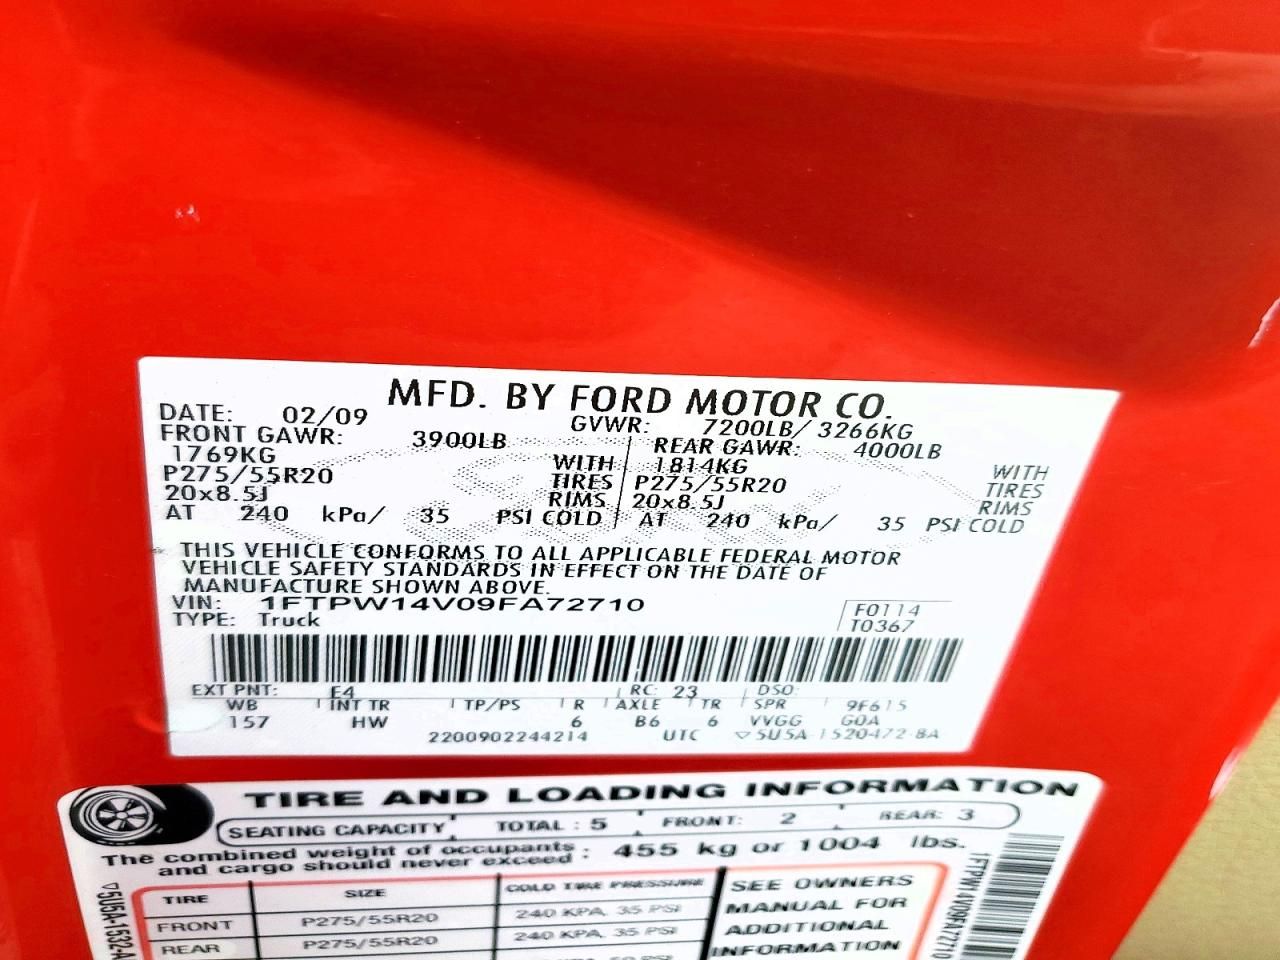 MFD. BY FORD MOTOR CO.
DATE: 02/09 GVWR: 7200LB/ 3266KG
FRONT GAWR: 3900LB REAR GAWR: 4000LB
1769KG WITH 1814KG WITH
P275/55R20 TIRES P275/55R20 TIRES
20x8.5J RIMS 20x8.5J RIMS
AT 240 kPa/ 35 PSI COLD AT 240 kPa/ 35 PSI COLD
THIS VEHICLE CONFORMS TO ALL APPLICABLE FEDERAL MOTOR
VEHICLE SAFETY STANDARDS IN EFFECT ON THE DATE OF
MANUFACTURE SHOWN ABOVE.
VIN: 1FTPW14V09FA72710 F0114
TYPE: Truck T0367
EXT PNT: E4 RC: 23 DSO:
WB INT TR TP/PS R AXLE TR SPR 9F615
157 HW 6 B6 6 VVGG GOA
2200902244214 UTC ▽5U5A-1520472-BA
TIRE AND LOADING INFORMATION
SEATING CAPACITY TOTAL : 5 FRONT: 2 REAR: 3
The combined weight of occupants : 455 kg or 1004 lbs.
and cargo should never exceed
TIRE SIZE COLD TIRE PRESSURE
FRONT P275/55R20 240 KPA, 35 PSI
REAR P275/55R20 240 KPA, 35 PSI
SEE OWNERS
MANUAL FOR
ADDITIONAL
INFORMATION
1FTPW14V09FA72710